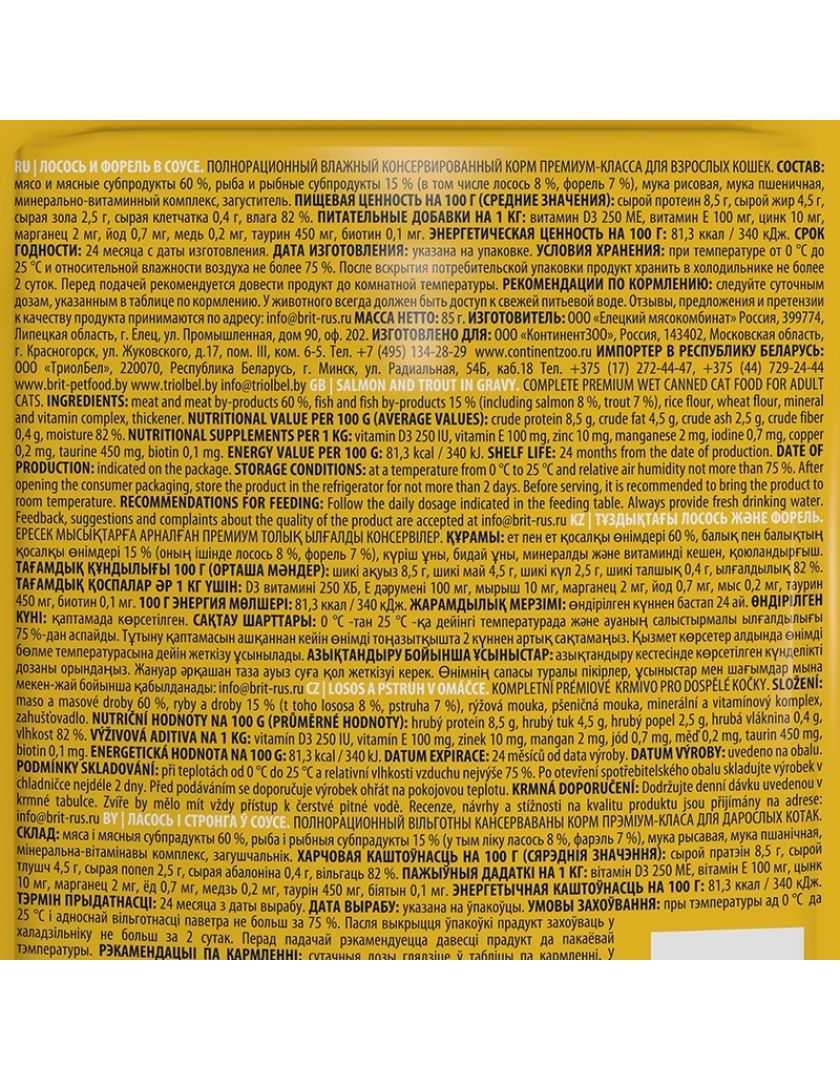 RU | ЛОСОСЬ И ФОРЕЛЬ В СОУСЕ. ПОЛНОРАЦИОННЫЙ ВЛАЖНЫЙ КОНСЕРВИРОВАННЫЙ КОРМ ПРЕМИУМ-КЛАССА ДЛЯ ВЗРОСЛЫХ КОШЕК. СОСТАВ:
мясо и мясные субпродукты 60 %, рыба и рыбные субпродукты 15 % (в том числе лосось 8 %, форель 7 %), мука рисовая, мука пшеничная,
минерально-витаминный комплекс, загуститель. ПИЩЕВАЯ ЦЕННОСТЬ НА 100 Г (СРЕДНИЕ ЗНАЧЕНИЯ): сырой протеин 8,5 г, сырой жир 4,5 г,
сырая зола 2,5 г, сырая клетчатка 0,4 г, влага 82 %. ПИТАТЕЛЬНЫЕ ДОБАВКИ НА 1 КГ: витамин D3 250 МЕ, витамин Е 100 мг, цинк 10 мг,
марганец 2 мг, йод 0,7 мг, медь 0,2 мг, таурин 450 мг, биотин 0,1 мг. ЭНЕРГЕТИЧЕСКАЯ ЦЕННОСТЬ НА 100 Г: 81,3 ккал / 340 кДж. СРОК
ГОДНОСТИ: 24 месяца с даты изготовления. ДАТА ИЗГОТОВЛЕНИЯ: указана на упаковке. УСЛОВИЯ ХРАНЕНИЯ: при температуре от 0 °С до
25 °С и относительной влажности воздуха не более 75 %. После вскрытия потребительской упаковки продукт хранить в холодильнике не более
2 суток. Перед подачей рекомендуется довести продукт до комнатной температуры. РЕКОМЕНДАЦИИ ПО КОРМЛЕНИЮ: следуйте суточным
дозам, указанным в таблице по кормлению. У животного всегда должен быть доступ к свежей питьевой воде. Отзывы, предложения и претензии
к качеству продукта принимаются по адресу: info@brit-rus.ru МАССА НЕТТО: 85 г. ИЗГОТОВИТЕЛЬ: ООО «Елецкий мясокомбинат» Россия, 399774,
Липецкая область, г. Елец, ул. Промышленная, дом 90, оф. 202. ИЗГОТОВЛЕНО ДЛЯ: ООО «КонтинентЗОО», Россия, 143402, Московская область,
г. Красногорск, ул. Жуковского, д.17, пом. III, ком. 6-5. Тел. +7 (495) 134-28-29 www.continentzoo.ru ИМПОРТЕР В РЕСПУБЛИКУ БЕЛАРУСЬ:
ООО «ТриолБел», 220070, Республика Беларусь, г. Минск, ул. Радиальная, 54Б, каб.18 Тел. +375 (17) 272-44-47, +375 (44) 729-24-44
www.brit-petfood.by www.triolbel.by info@triolbel.by GB | SALMON AND TROUT IN GRAVY. COMPLETE PREMIUM WET CANNED CAT FOOD FOR ADULT
CATS. INGREDIENTS: meat and meat by-products 60 %, fish and fish by-products 15 % (including salmon 8 %, trout 7 %), rice flour, wheat flour, mineral
and vitamin complex, thickener. NUTRITIONAL VALUE PER 100 G (AVERAGE VALUES): crude protein 8,5 g, crude fat 4,5 g, crude ash 2,5 g, crude fiber
0,4 g, moisture 82 %. NUTRITIONAL SUPPLEMENTS PER 1 KG: vitamin D3 250 IU, vitamin E 100 mg, zinc 10 mg, manganese 2 mg, iodine 0,7 mg, copper
0,2 mg, taurine 450 mg, biotin 0,1 mg. ENERGY VALUE PER 100 G: 81,3 kcal / 340 kJ. SHELF LIFE: 24 months from the date of production. DATE OF
PRODUCTION: indicated on the package. STORAGE CONDITIONS: at a temperature from 0 °C to 25 °C and relative air humidity not more than 75 %. After
opening the consumer packaging, store the product in the refrigerator for not more than 2 days. Before serving, it is recommended to bring the product to
room temperature. RECOMMENDATIONS FOR FEEDING: Follow the daily dosage indicated in the feeding table. Always provide fresh drinking water.
Feedback, suggestions and complaints about the quality of the product are accepted at info@brit-rus.ru KZ | ТҰЗДЫҚТАҒЫ ЛОСОСЬ ЖӘНЕ ФОРЕЛЬ.
ЕРЕСЕК МЫСЫҚТАРҒА АРНАЛҒАН ПРЕМИУМ ТОЛЫҚ ЫЛҒАЛДЫ КОНСЕРВІЛЕР. ҚҰРАМЫ: ет пен ет қосалқы өнімдері 60 %, балық пен балықтың
қосалқы өнімдері 15 % (оның ішінде лосось 8 %, форель 7 %), күріш ұны, бидай ұны, минералды және витаминді кешен, қоюландырғыш.
ТАҒАМДЫҚ ҚҰНДЫЛЫҒЫ 100 Г (ОРТАША МӘНДЕР): шикі ақуыз 8,5 г, шикі май 4,5 г, шикі күл 2,5 г, шикі талшық 0,4 г, ылғалдылық 82 %.
ТАҒАМДЫҚ ҚОСПАЛАР ӘР 1 КГ ҮШІН: D3 витамині 250 ХБ, Е дәрумені 100 мг, мырыш 10 мг, марганец 2 мг, йод 0,7 мг, мыс 0,2 мг, таурин
450 мг, биотин 0,1 мг. 100 Г ЭНЕРГИЯ МӨЛШЕРІ: 81,3 ккал / 340 кДж. ЖАРАМДЫЛЫҚ МЕРЗІМІ: өндірілген күннен бастап 24 ай. ӨНДІРІЛГЕН
КҮНІ: қаптамада көрсетілген. САҚТАУ ШАРТТАРЫ: 0 °С -тан 25 °С -қа дейінгі температурада және ауаның салыстырмалы ылғалдылығы
75 %-дан аспайды. Тұтыну қаптамасын ашқаннан кейін өнімді тоңазытқышта 2 күннен артық сақтамаңыз. Қызмет көрсетер алдында өнімді
бөлме температурасына дейін жеткізу ұсынылады. АЗЫҚТАНДЫРУ БОЙЫНША ҰСЫНЫСТАР: азықтандыру кестесінде көрсетілген күнделікті
дозаны орындаңыз. Жануар әрқашан таза ауыз суға қол жеткізуі керек. Өнімнің сапасы туралы пікірлер, ұсыныстар мен шағымдар мына
мекен-жай бойынша қабылданады: info@brit-rus.ru CZ | LOSOS A PSTRUH V OMÁČCE. KOMPLETNÍ PRÉMIOVÉ KRMIVO PRO DOSPĚLÉ KOČKY. SLOŽENÍ:
maso a masové droby 60 %, ryby a droby 15 % (t toho lososa 8 %, pstruha 7 %), rýžová mouka, pšeničná mouka, minerální a vitamínový komplex,
zahušťovadlo. NUTRIČNÍ HODNOTY NA 100 G (PRŮMĚRNÉ HODNOTY): hrubý protein 8,5 g, hrubý tuk 4,5 g, hrubý popel 2,5 g, hrubá vláknina 0,4 g,
vlhkost 82 %. VÝŽIVOVÁ ADITIVA NA 1 KG: vitamín D3 250 IU, vitamín E 100 mg, zinek 10 mg, mangan 2 mg, jód 0,7 mg, měď 0,2 mg, taurin 450 mg,
biotin 0,1 mg. ENERGETICKÁ HODNOTA NA 100 G: 81,3 kcal / 340 kJ. DATUM EXPIRACE: 24 měsíců od data výroby. DATUM VÝROBY: uvedeno na obalu.
PODMÍNKY SKLADOVÁNÍ: při teplotách od 0 °C do 25 °C a relativní vlhkosti vzduchu nejvýše 75 %. Po otevření spotřebitelského obalu skladujte výrobek v
chladničce nejdéle 2 dny. Před podáváním se doporučuje výrobek ohřát na pokojovou teplotu. KRMNÁ DOPORUČENÍ: Dodržujte denní dávku uvedenou v
krmné tabulce. Zvíře by mělo mít vždy přístup k čerstvé pitné vodě. Recenze, návrhy a stížnosti na kvalitu produktu jsou přijímány na adrese:
info@brit-rus.ru BY | ЛАСОСЬ І СТРОНГА Ў СОУСЕ. ПОЛНОРАЦИОННЫЙ ВІЛЬГОТНЫ КАНСЕРВАВАНЫ КОРМ ПРЭМІУМ-КЛАСА ДЛЯ ДАРОСЛЫХ КОТАК.
СКЛАД: мяса і мясныя субпрадукты 60 %, рыба і рыбныя субпрадукты 15 % (у тым ліку ласось 8 %, фарэль 7 %), мука рысавая, мука пшанічная,
мінеральна-вітамінавы комплекс, загушчальнік. ХАРЧОВАЯ КАШТОЎНАСЦЬ НА 100 Г (СЯРЭДНІЯ ЗНАЧЭННІ): сырой пратэін 8,5 г, сырой
тлушч 4,5 г, сырая попел 2,5 г, сырая абалоніна 0,4 г, вільгаць 82 %. ПАЖЫЎНЫЯ ДАДАТКІ НА 1 КГ: вітамін D3 250 МЕ, вітамін Е 100 мг, цынк
10 мг, марганец 2 мг, ёд 0,7 мг, медзь 0,2 мг, таурин 450 мг, біятын 0,1 мг. ЭНЕРГЕТЫЧНАЯ КАШТОЎНАСЦЬ НА 100 Г: 81,3 ккал / 340 кДж.
ТЭРМІН ПРЫДАТНАСЦІ: 24 месяца з даты вырабу. ДАТА ВЫРАБУ: указана на ўпакоўцы. УМОВЫ ЗАХОЎВАННЯ: пры тэмпературы ад 0 °С да
25 °С і адноснай вільготнасці паветра не больш за 75 %. Пасля выкрыцця ўпакоўкі прадукт захоўваць у
халадзільніку не больш за 2 сутак. Перад падачай рэкамендуецца давесці прадукт да пакаёвай
тэмпературы. РЭКАМЕНДАЦЫІ ПА КАРМЛЕННІ: сутачныя дозы глядзіце ў табліцы па кармленні. У